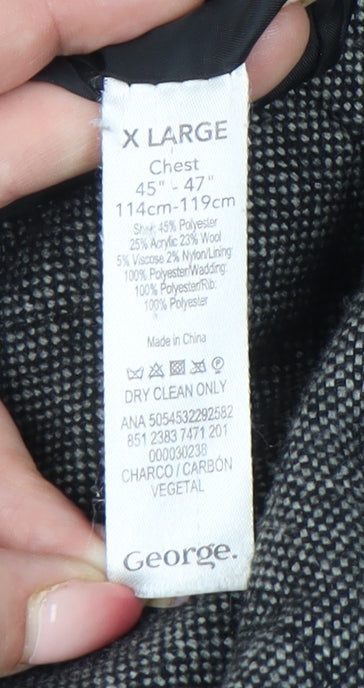 X LARGE
Chest
45" - 47"
114cm-119cm
Shell: 45% Polyester
25% Acrylic 23% Wool
5% Viscose 2% Nylon/Lining:
100% Polyester/Wadding:
100% Polyester/Rib:
100% Polyester
Made in China
DRY CLEAN ONLY
ANA 5054532292582
851 2383 7471 201
000030238
CHARCO / CARBÓN
VEGETAL
George.